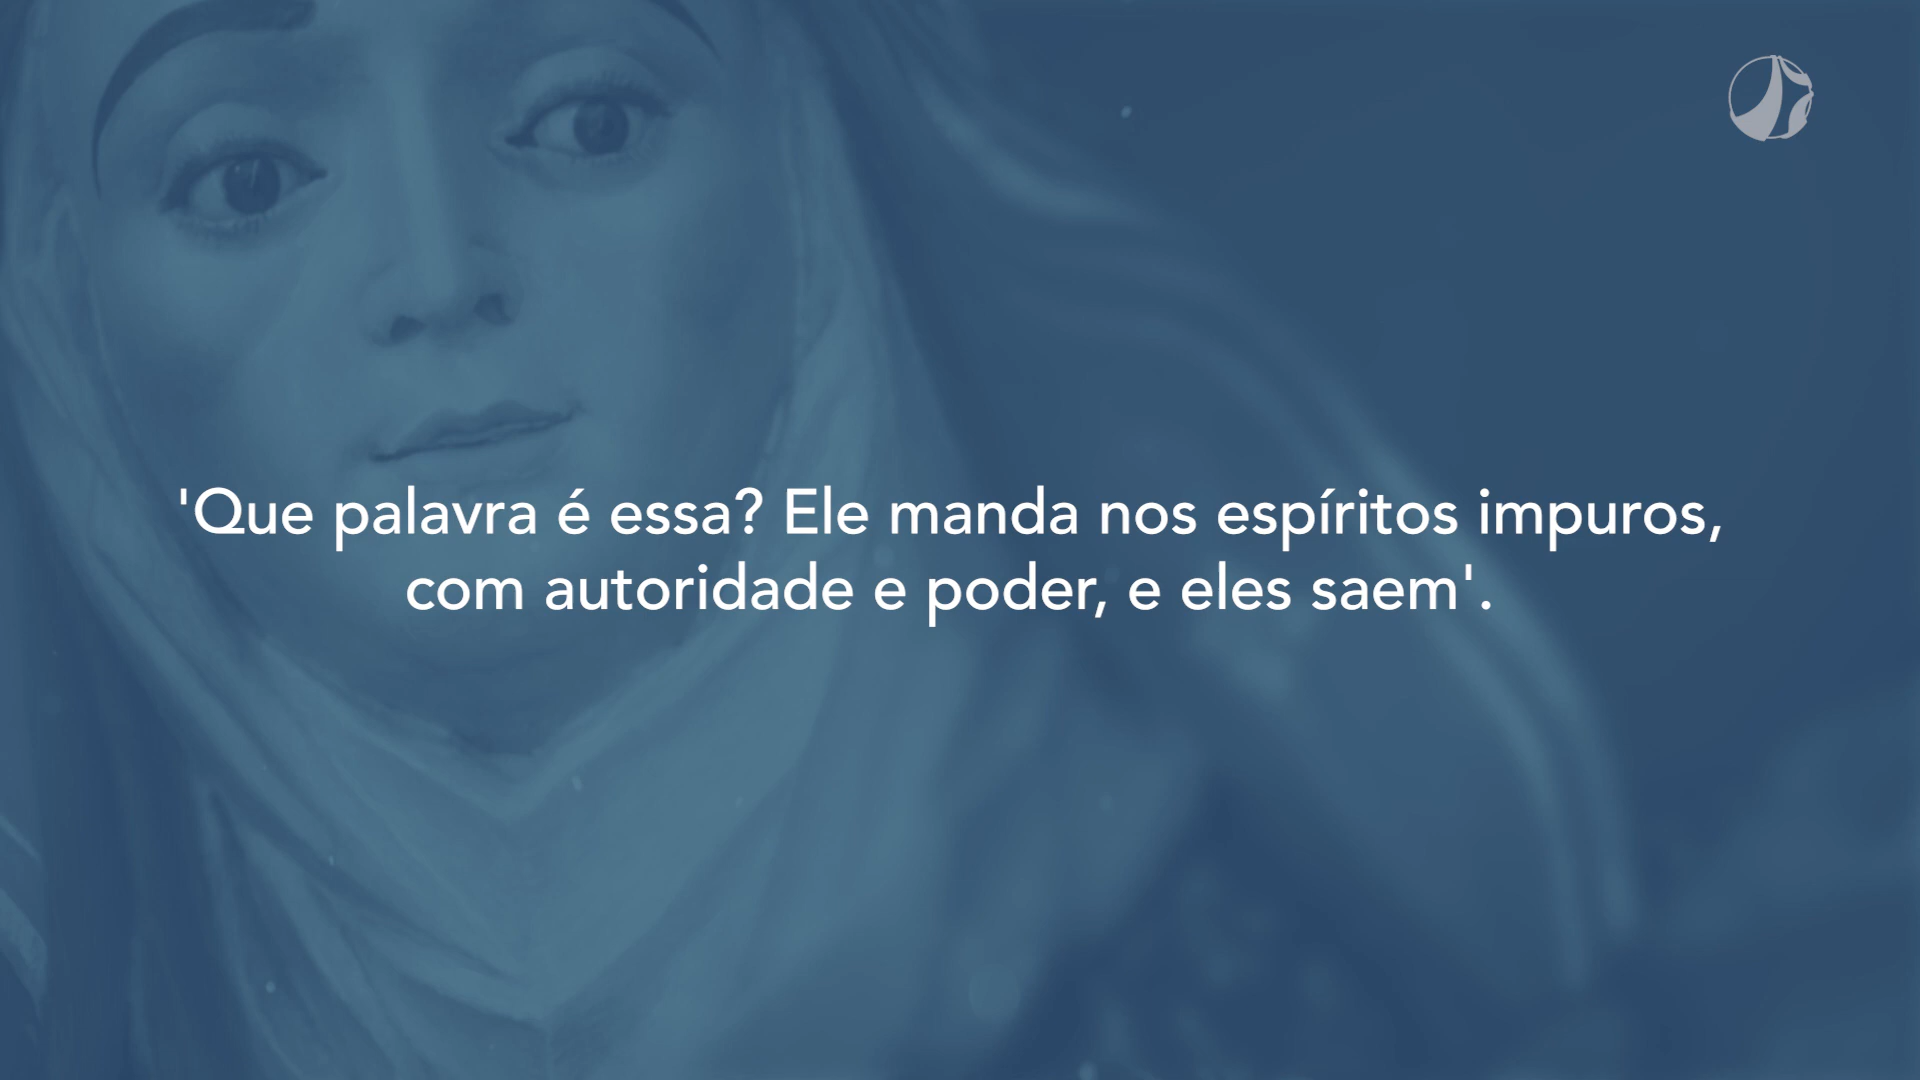 'Que palavra é essa? Ele manda nos espíritos impuros,
com autoridade e poder, e eles saem'.